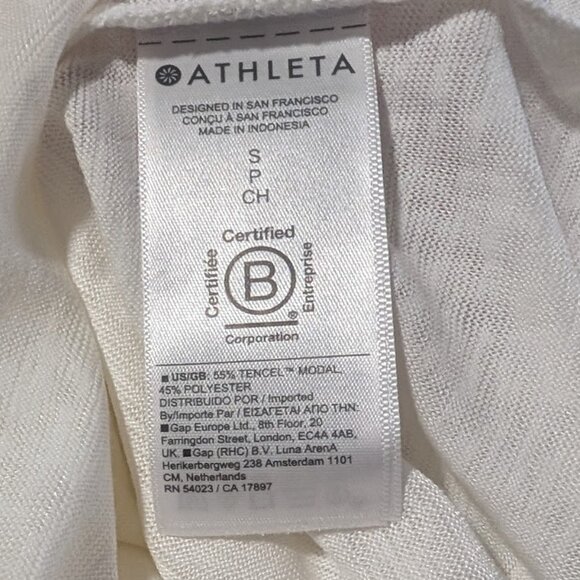 ATHLETA
DESIGNED IN SAN FRANCISCO
CONÇU À SAN FRANCISCO
MADE IN INDONESIA
S
P
CH
Certified
Certifiée
B
Entreprise
®
Corporation
■ US/GB: 55% TENCEL™ MODAL,
45% POLYESTER
DISTRIBUIDO POR / Imported
By/Importe Par / ΕΙΣΑΓΕΤΑΙ ΑΠΟ ΤΗΝ:
■Gap Europe Ltd., 8th Floor, 20
Farringdon Street, London, EC4A 4AB,
UK. ■Gap (RHC) B.V. Luna ArenA
Herikerbergweg 238 Amsterdam 1101
CM, Netherlands
RN 54023 / CA 17897